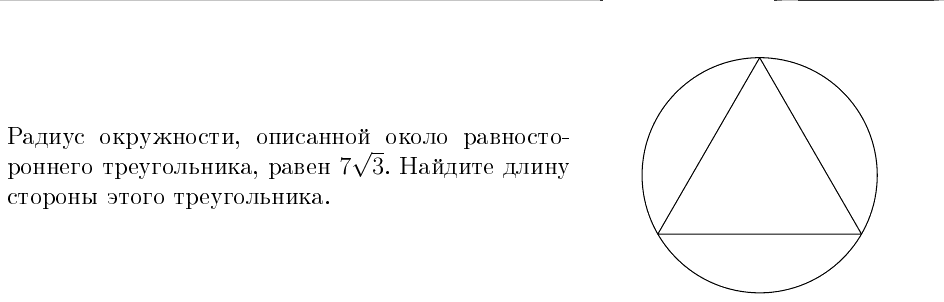 Радиус окружности, описанной около равносто-
роннего треугольника, равен 7√3. Найдите длину
стороны этого треугольника.